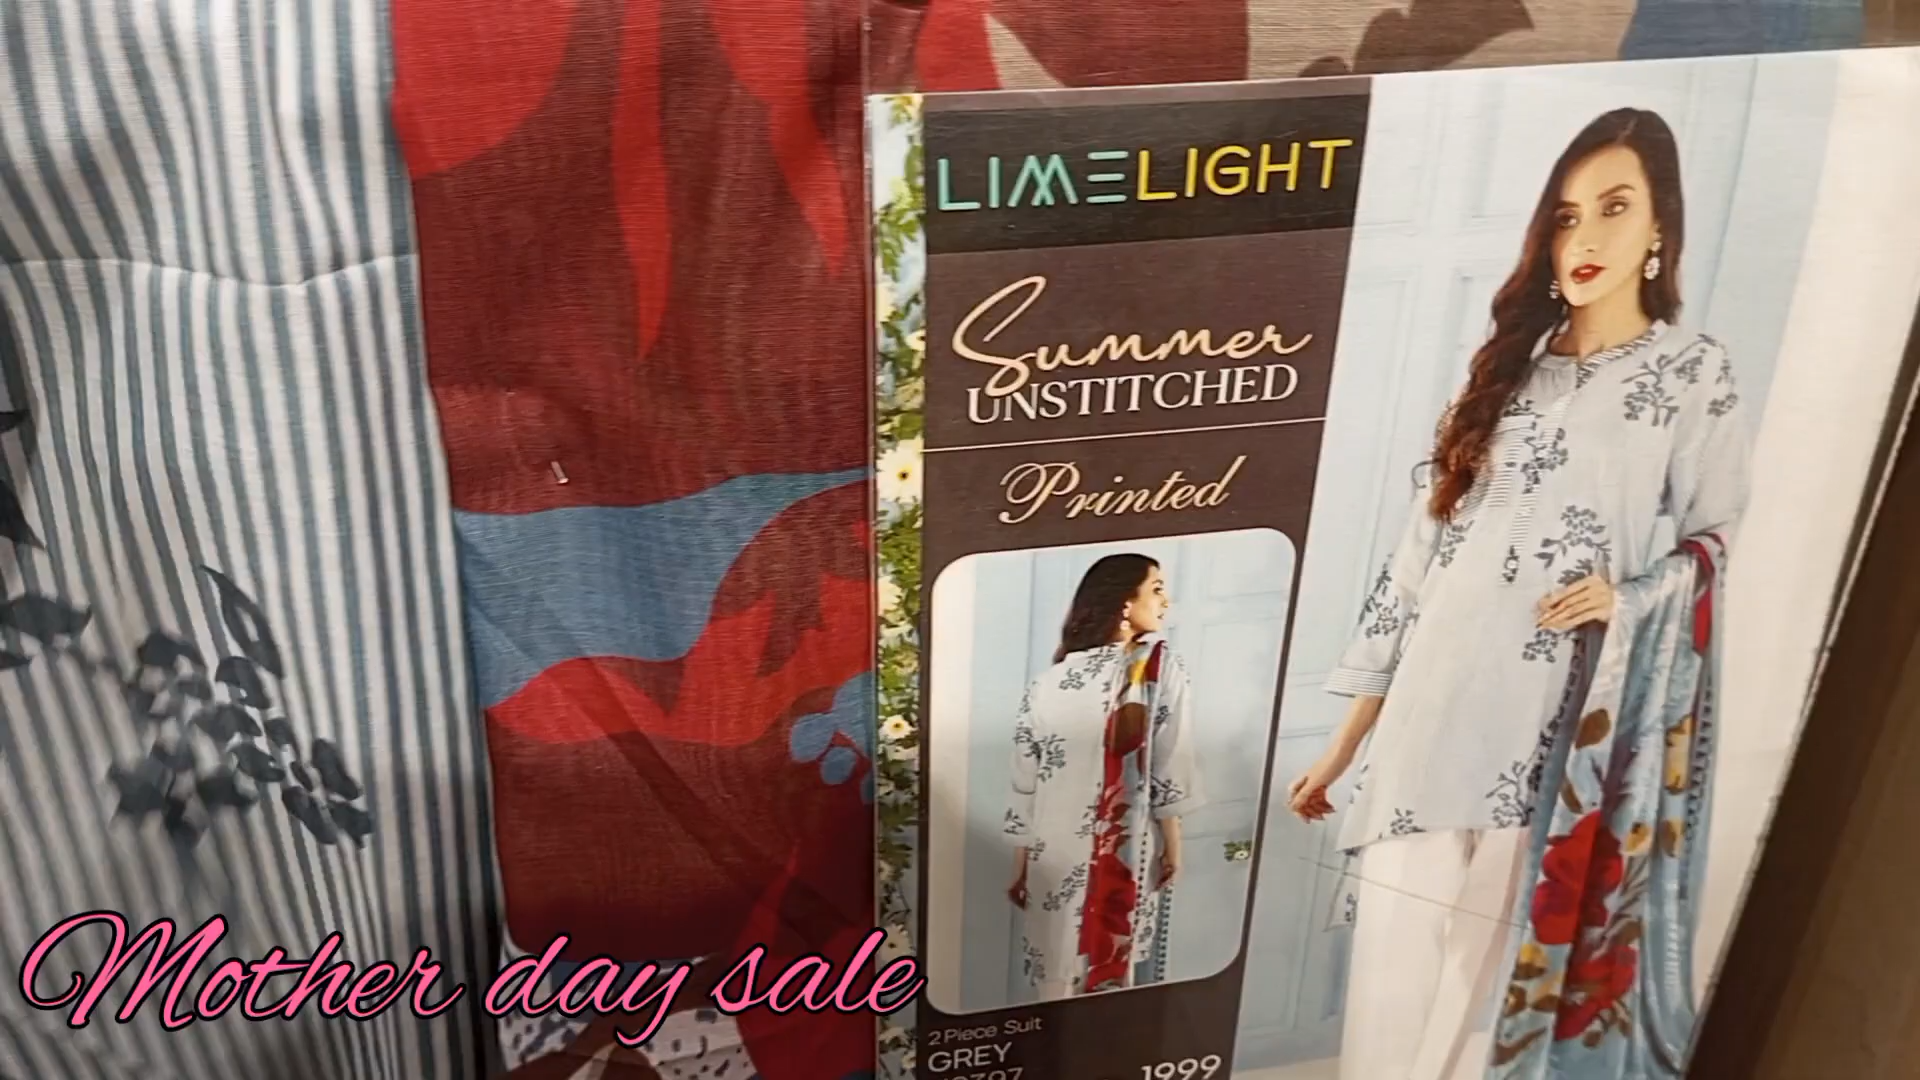 LIMELIGHT
Summer
UNSTITCHED
Printed
2 Piece Suit
GREY
1999
Mother day sale